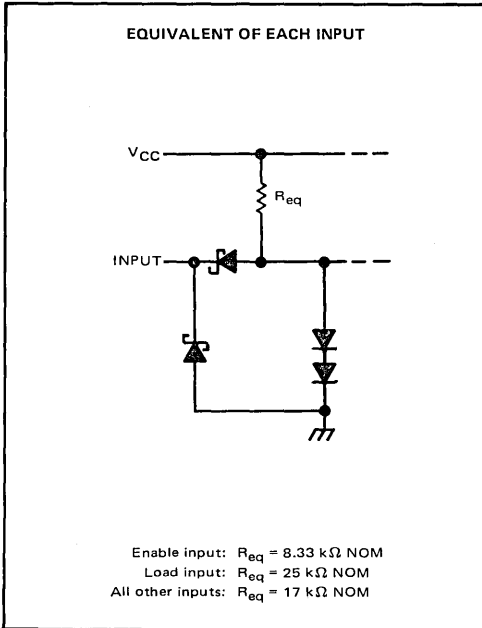 EQUIVALENT OF EACH INPUT
VCC
Req
INPUT
Enable input: Req = 8.33 kΩ NOM
Load input: Req = 25 kΩ NOM
All other inputs: Req = 17 kΩ NOM